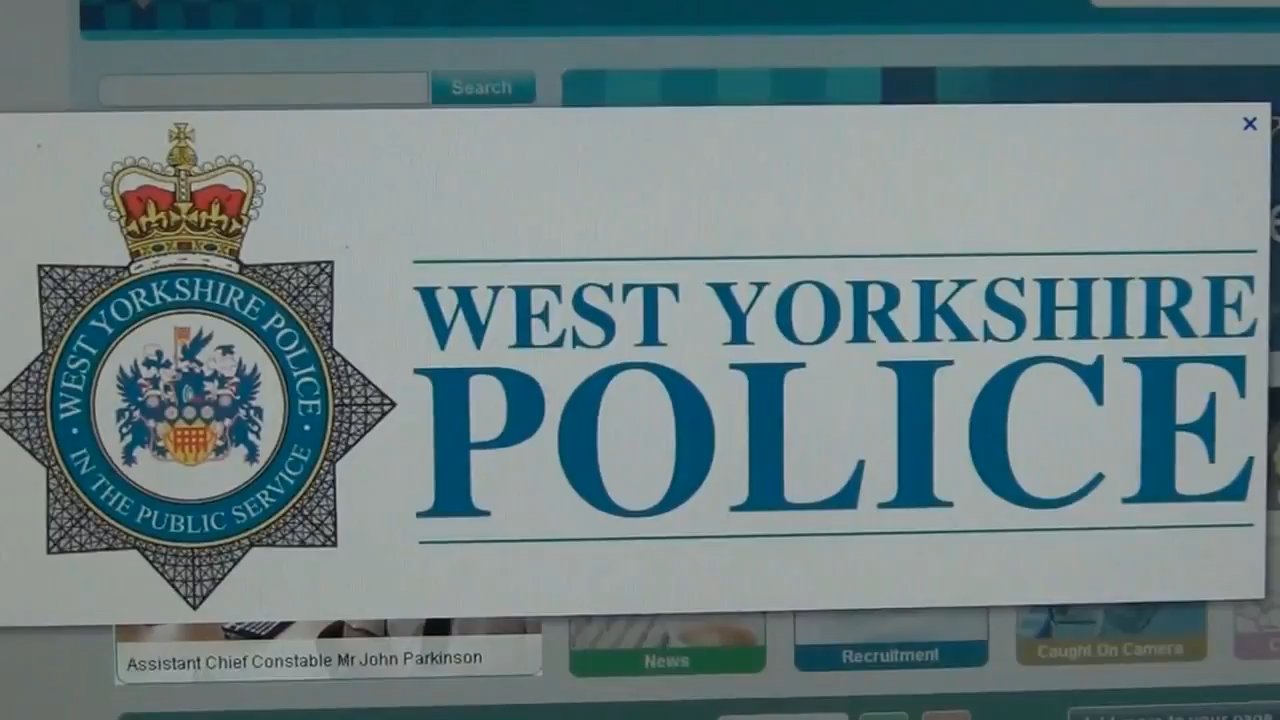 Search
WEST YORKSHIRE POLICE
IN THE PUBLIC SERVICE
WEST YORKSHIRE
POLICE
Assistant Chief Constable Mr John Parkinson
News
Recruitment
Caught On Camera